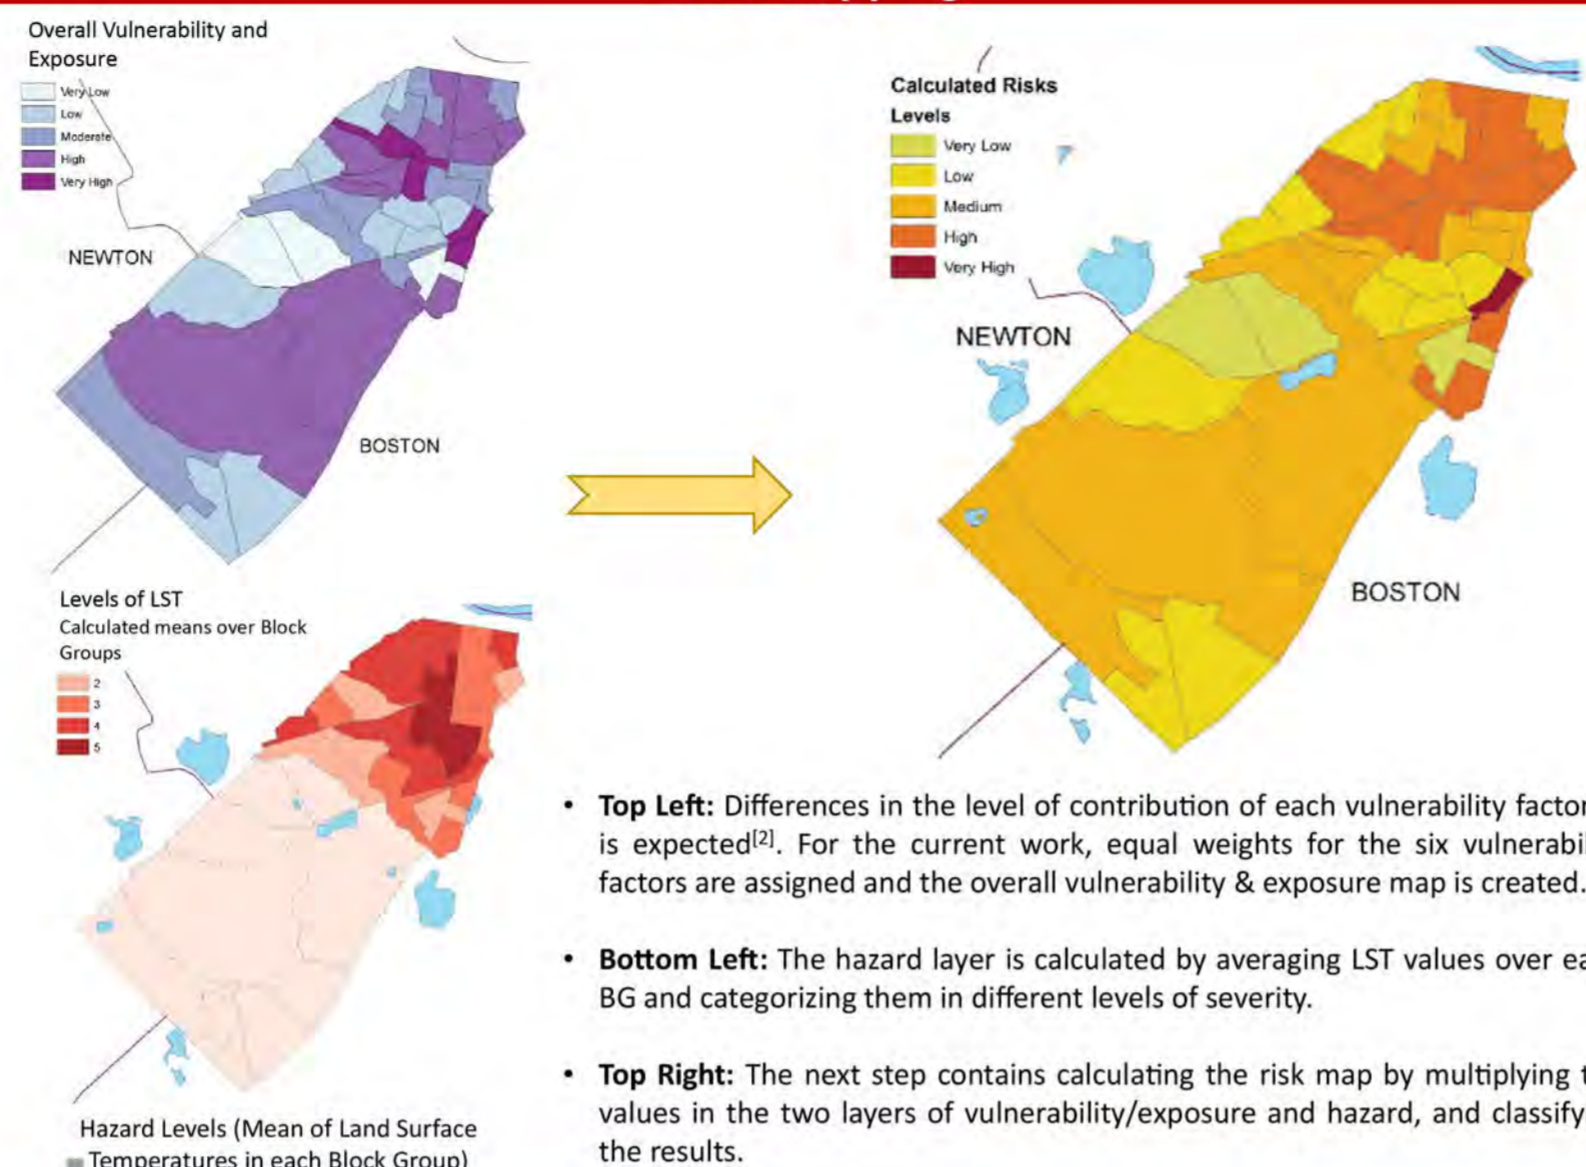 Overall Vulnerability and
Exposure
Very Low
Low
Moderate
High
Very High
NEWTON
BOSTON
Calculated Risks
Levels
Very Low
Low
Medium
High
Very High
NEWTON
BOSTON
Levels of LST
Calculated means over Block
Groups
2
3
4
5
Hazard Levels (Mean of Land Surface
Temperatures in each Block Group)
• Top Left: Differences in the level of contribution of each vulnerability factor
is expected[2]. For the current work, equal weights for the six vulnerabil
factors are assigned and the overall vulnerability & exposure map is created.
• Bottom Left: The hazard layer is calculated by averaging LST values over ea
BG and categorizing them in different levels of severity.
• Top Right: The next step contains calculating the risk map by multiplying t
values in the two layers of vulnerability/exposure and hazard, and classify
the results.